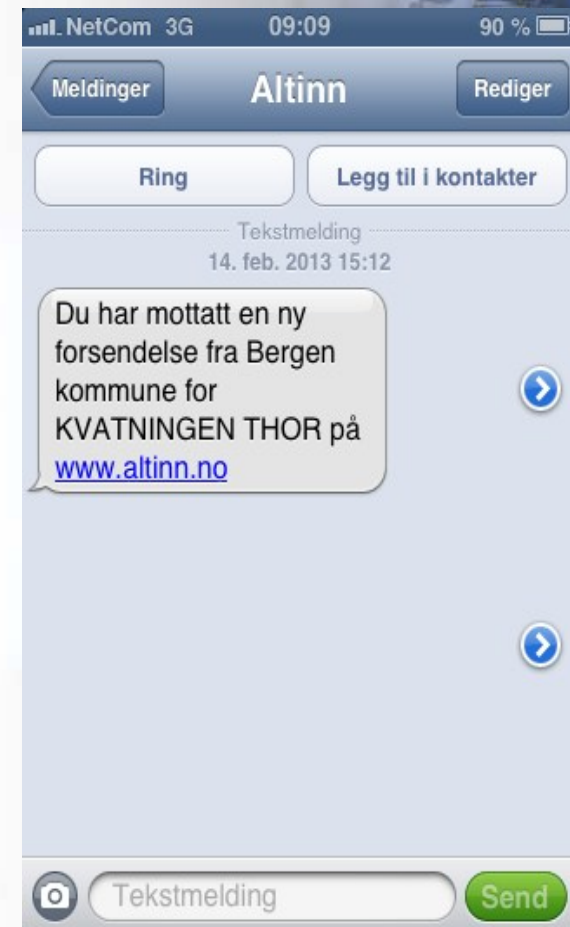 NetCom 3G 09:09 90 %
Meldinger Altinn Rediger
Ring Legg til i kontakter
Tekstmelding
14. feb. 2013 15:12
Du har mottatt en ny
forsendelse fra Bergen
kommune for
KVATNINGEN THOR på
www.altinn.no
Tekstmelding Send